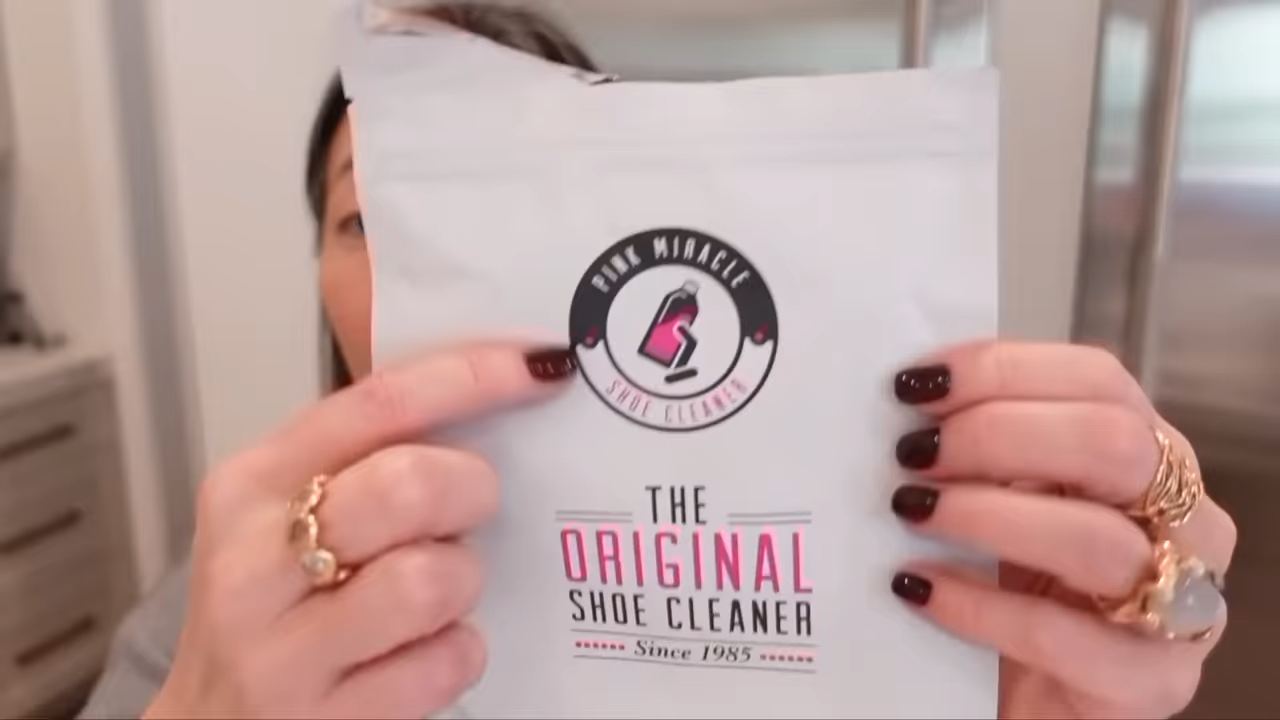 PINK MIRACLE
SHOE CLEANER
THE
ORIGINAL
SHOE CLEANER
Since 1985